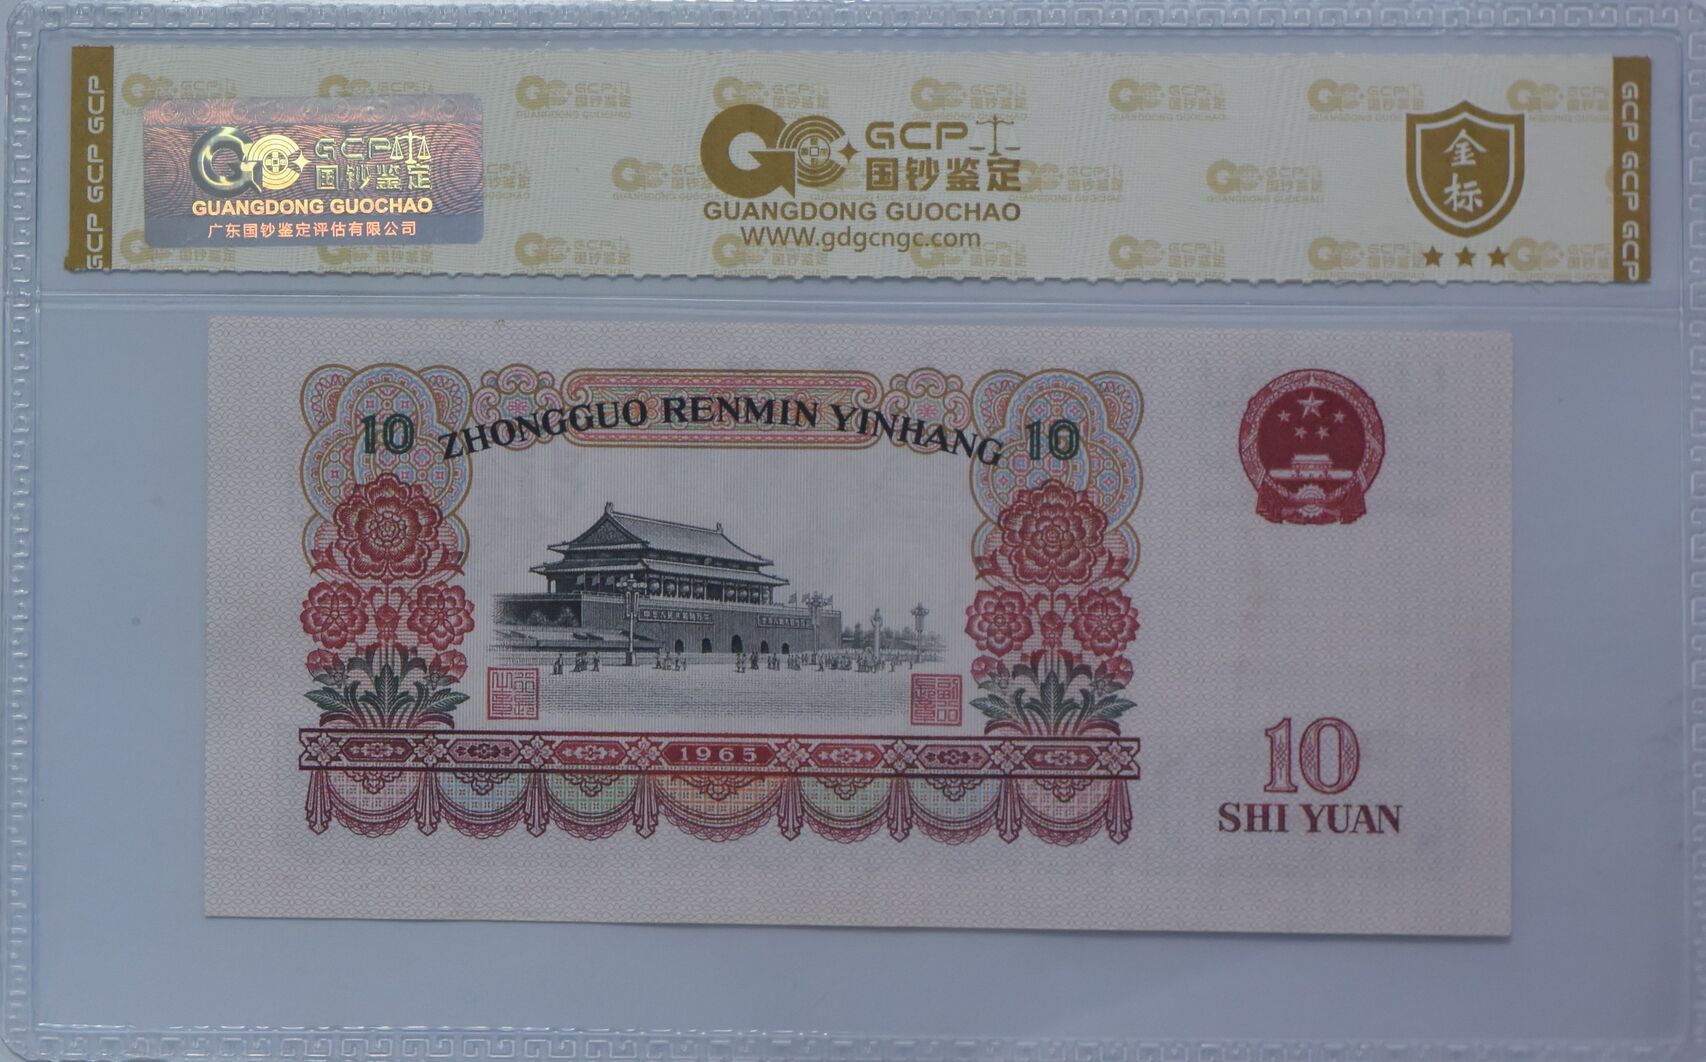 GCP GCP GCP
GCP
国钞鉴定
GUANGDONG GUOCHAO
广东国钞鉴定评估有限公司
GCP
国钞鉴定
GUANGDONG GUOCHAO
www.gdgcngc.com
金
标
GCP GCP GCP
10 ZHONGGUO RENMIN YINHANG 10
1965
10
SHI YUAN